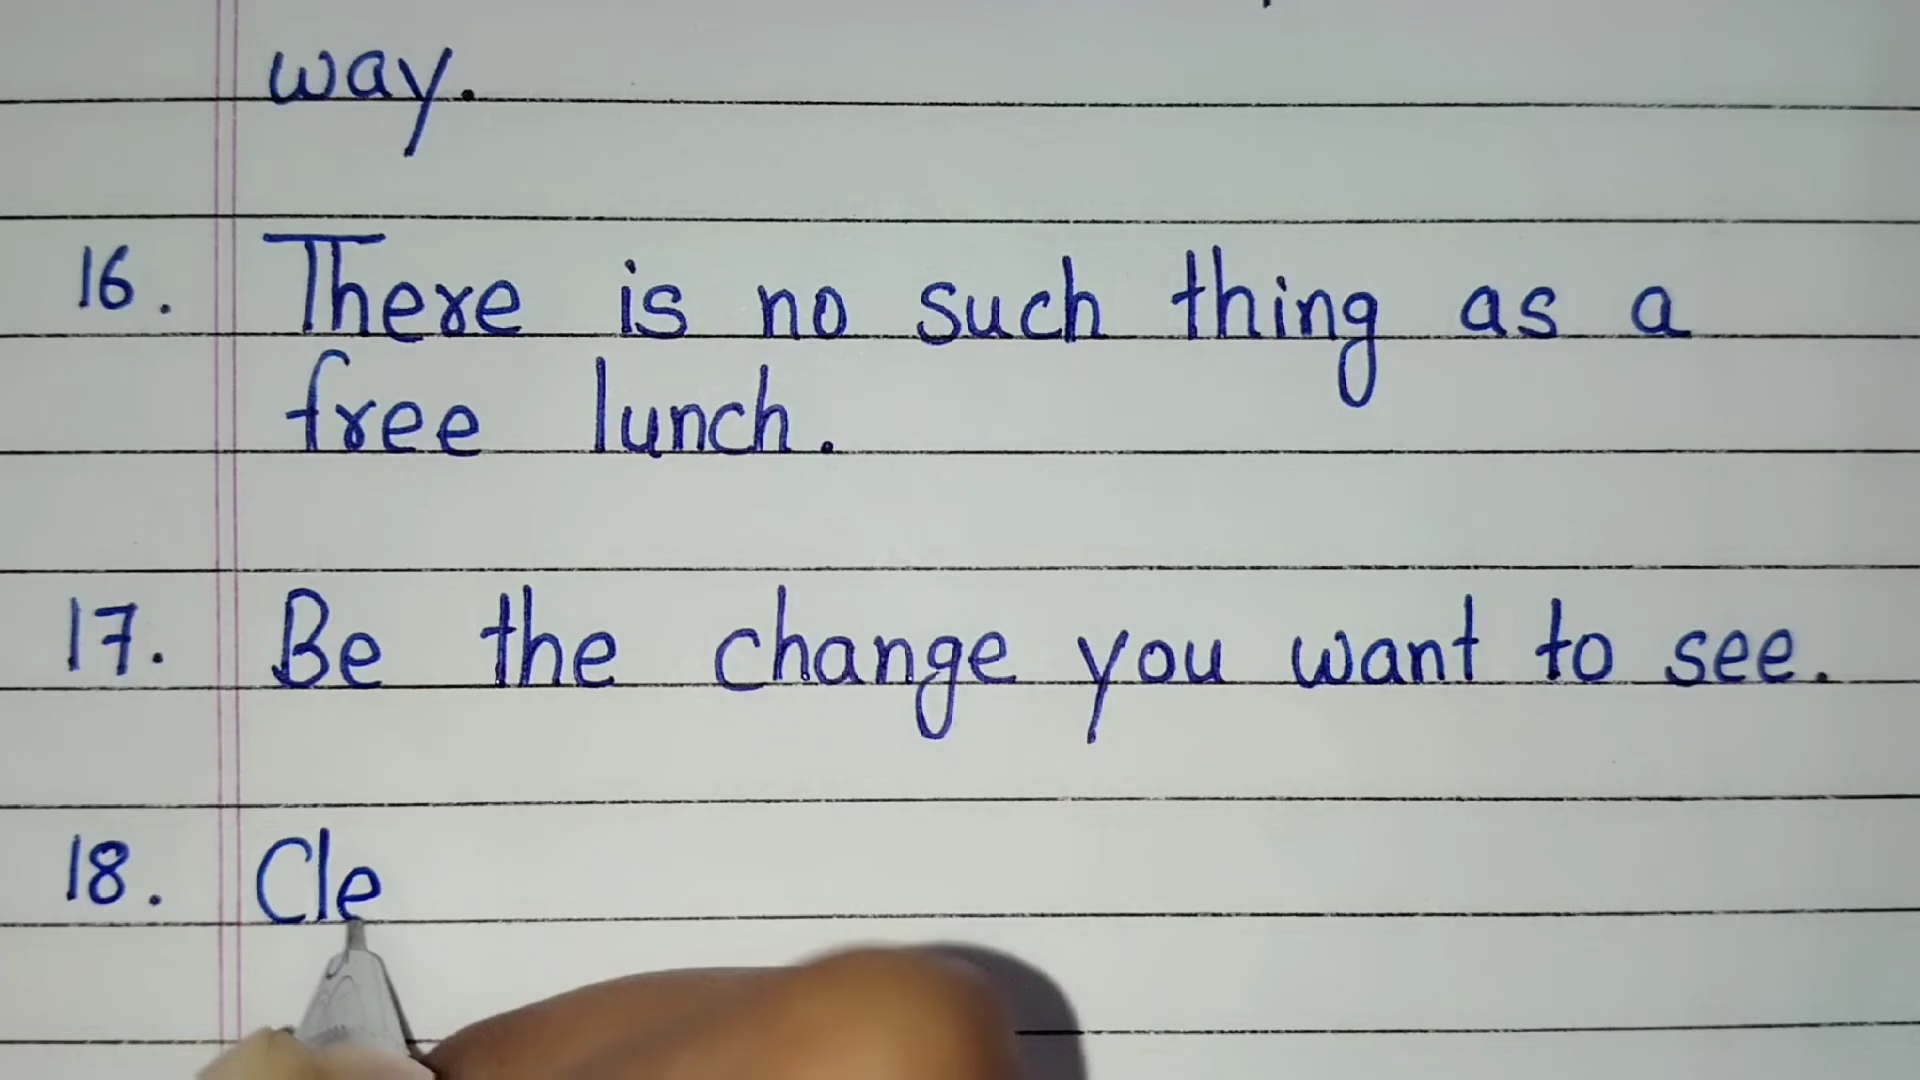 way.
16. There is no such thing as a
free lunch.
17. Be the change you want to see.
18. Cle